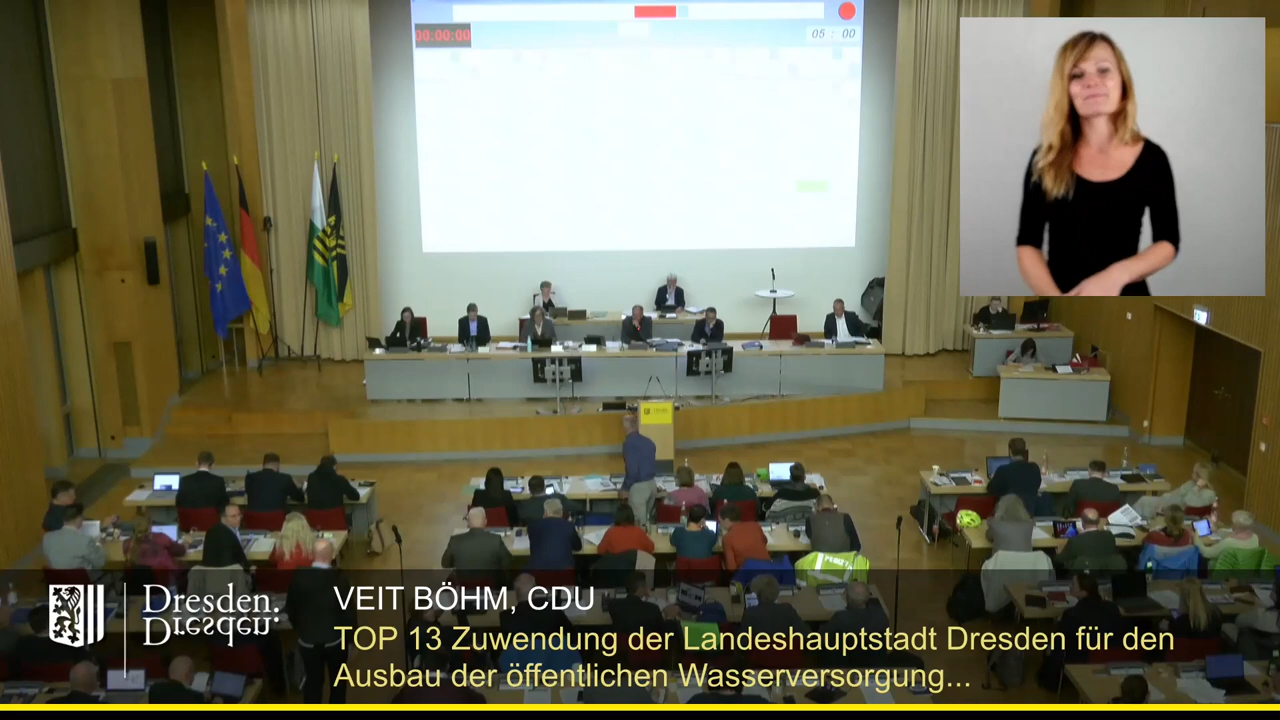 00:00:00
05 : 00
Dresden.
Dresden.
VEIT BÖHM, CDU
TOP 13 Zuwendung der Landeshauptstadt Dresden für den
Ausbau der öffentlichen Wasserversorgung...